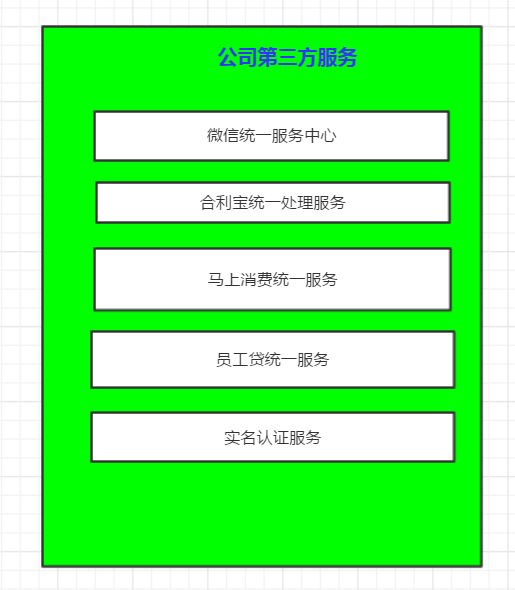 公司第三方服务
微信统一服务中心
合利宝统一处理服务
马上消费统一服务
员工贷统一服务
实名认证服务